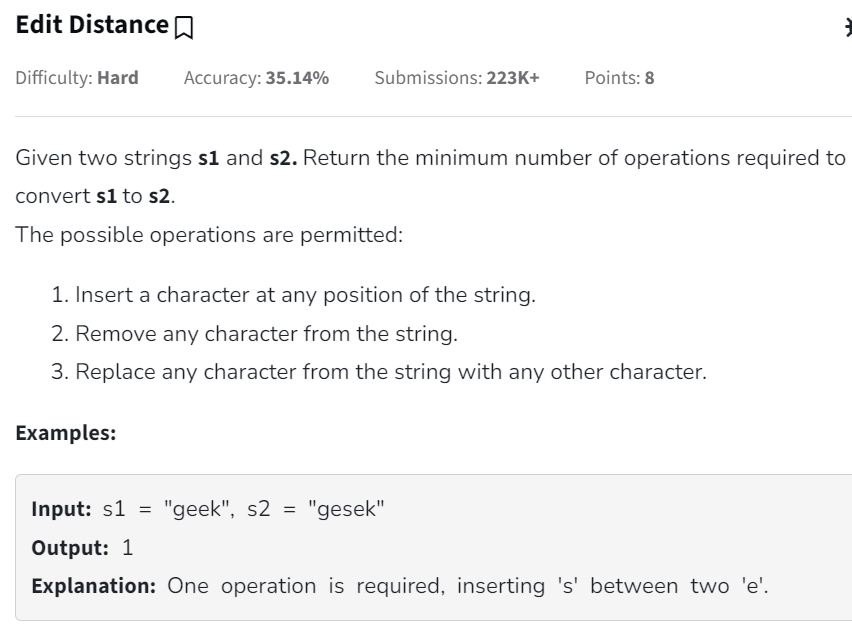 Edit Distance
Difficulty: Hard Accuracy: 35.14% Submissions: 223K+ Points: 8
Given two strings s1 and s2. Return the minimum number of operations required to
convert s1 to s2.
The possible operations are permitted:
1. Insert a character at any position of the string.
2. Remove any character from the string.
3. Replace any character from the string with any other character.
Examples:
Input: s1 = "geek", s2 = "gesek"
Output: 1
Explanation: One operation is required, inserting 's' between two 'e'.